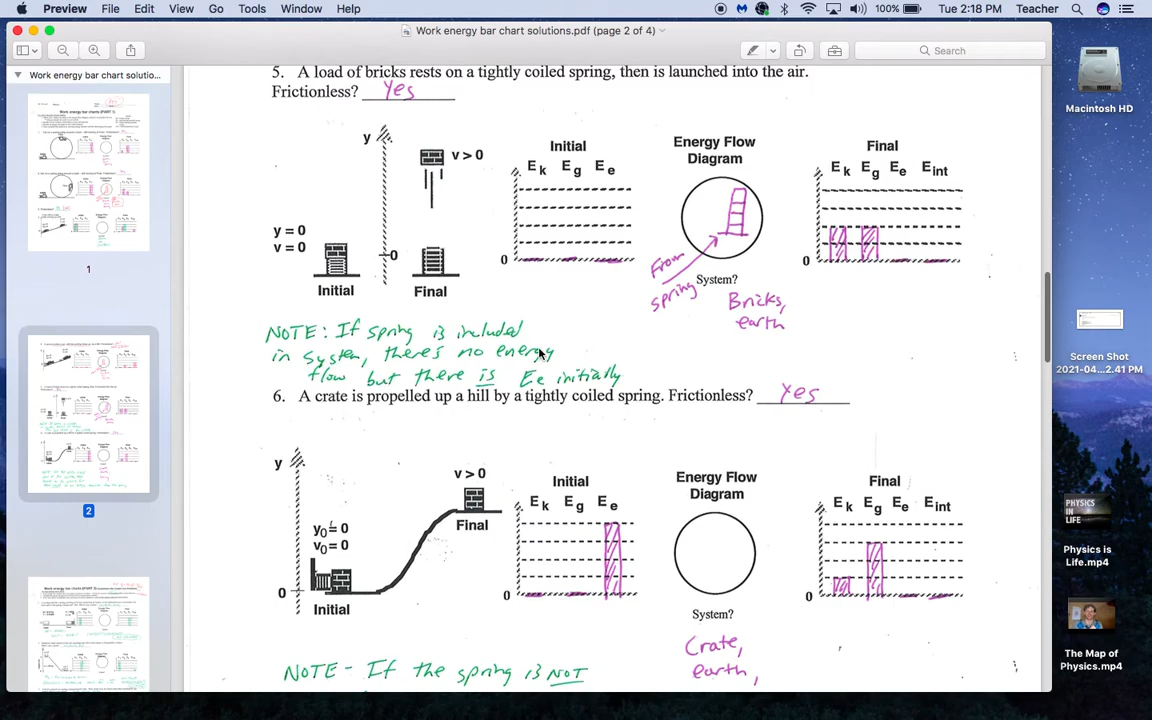 Preview File Edit View Go Tools Window Help 100% Tue 2:18 PM Teacher
Work energy bar chart solutions.pdf (page 2 of 4)
Search
Work energy bar chart solutio...
1
2
5. A load of bricks rests on a tightly coiled spring, then is launched into the air.
Frictionless? Yes
y
v > 0
y = 0
v = 0
0
Initial
Final
Initial
Ek Eg Ee
0
Energy Flow
Diagram
From
spring
System?
Bricks,
earth
Final
Ek Eg Ee Eint
0
NOTE: If spring is included
in system, there's no energy
flow but there is Ee initially
6. A crate is propelled up a hill by a tightly coiled spring. Frictionless? Yes
y
v > 0
Final
y0 = 0
v0 = 0
0
Initial
Initial
Ek Eg Ee
0
Energy Flow
Diagram
System?
Crate,
earth,
Final
Ek Eg Ee Eint
0
NOTE - If the spring is NOT
Macintosh HD
Screen Shot
2021-04...2.41 PM
PHYSICS
IN
LIFE
Physics is
Life.mp4
The Map of
Physics.mp4